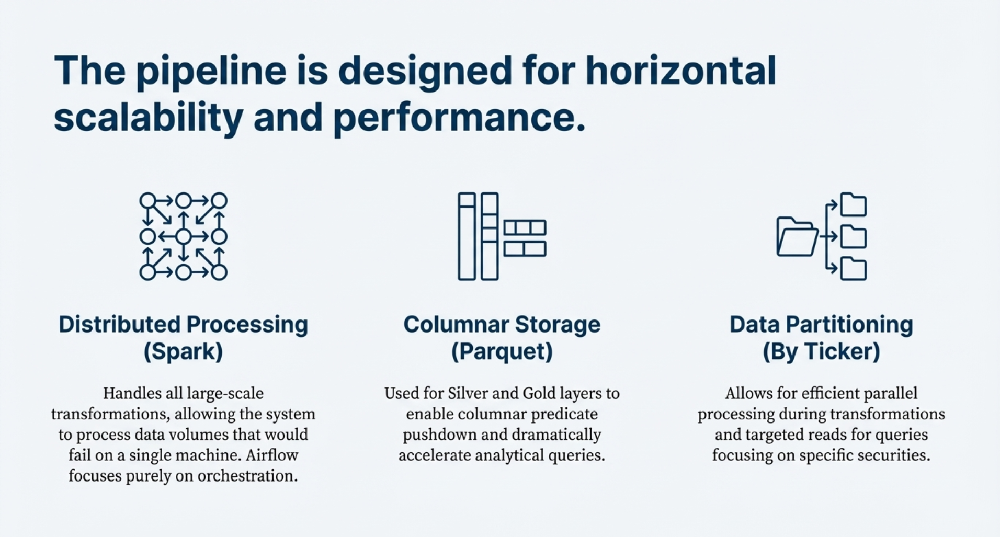 The pipeline is designed for horizontal
scalability and performance.
Distributed Processing
(Spark)
Handles all large-scale
transformations, allowing the system
to process data volumes that would
fail on a single machine. Airflow
focuses purely on orchestration.
Columnar Storage
(Parquet)
Used for Silver and Gold layers to
enable columnar predicate
pushdown and dramatically
accelerate analytical queries.
Data Partitioning
(By Ticker)
Allows for efficient parallel
processing during transformations
and targeted reads for queries
focusing on specific securities.